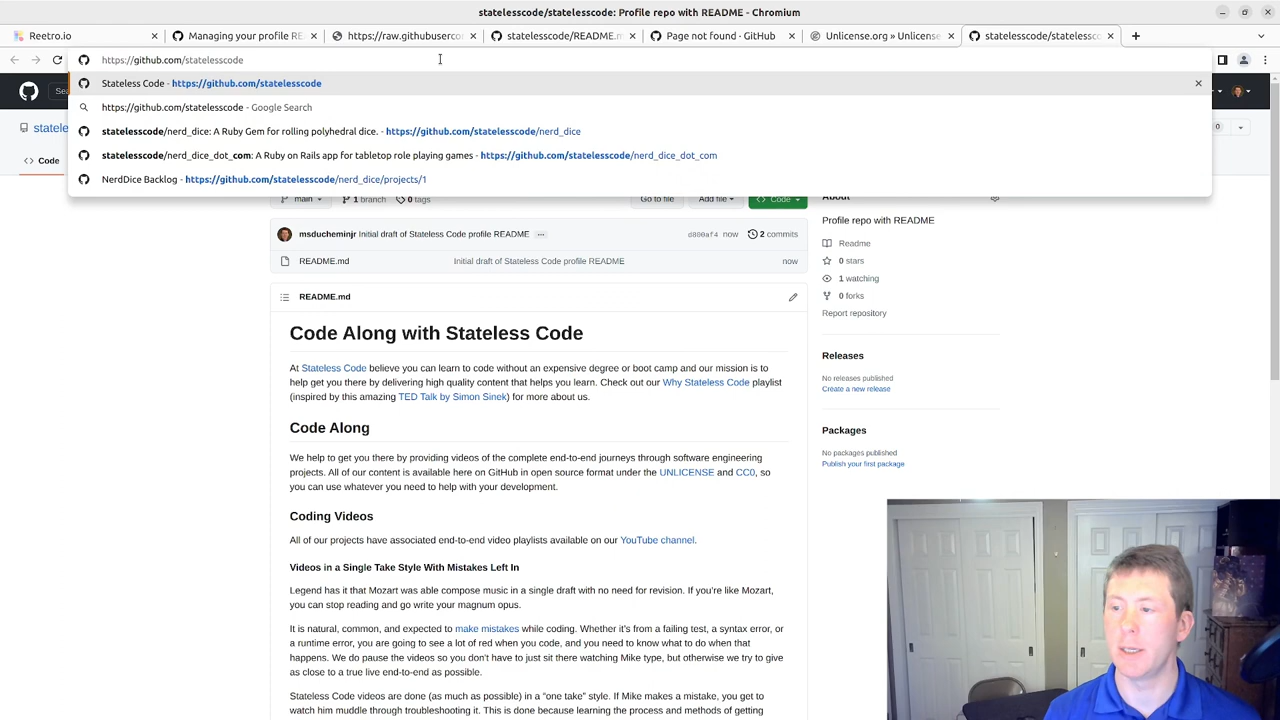 statelesscode/statelesscode: Profile repo with README - Chromium
Reetro.io
Managing your profile RE
https://raw.githubuserco
statelesscode/README.m
Page not found · GitHub
Unlicense.org » Unlicense
statelesscode/statelessc
https://github.com/statelesscode
Stateless Code - https://github.com/statelesscode
https://github.com/statelesscode - Google Search
statelesscode/nerd_dice: A Ruby Gem for rolling polyhedral dice. - https://github.com/statelesscode/nerd_dice
statelesscode/nerd_dice_dot_com: A Ruby on Rails app for tabletop role playing games - https://github.com/statelesscode/nerd_dice_dot_com
NerdDice Backlog - https://github.com/statelesscode/nerd_dice/projects/1
Sea
statele
0
Code
main
1 branch
0 tags
Go to file
Add file
Code
msducheminjr Initial draft of Stateless Code profile README
d800af4 now
2 commits
README.md
Initial draft of Stateless Code profile README
now
README.md
Code Along with Stateless Code
At Stateless Code believe you can learn to code without an expensive degree or boot camp and our mission is to
help get you there by delivering high quality content that helps you learn. Check out our Why Stateless Code playlist
(inspired by this amazing TED Talk by Simon Sinek) for more about us.
Code Along
We help to get you there by providing videos of the complete end-to-end journeys through software engineering
projects. All of our content is available here on GitHub in open source format under the UNLICENSE and CC0, so
you can use whatever you need to help with your development.
Coding Videos
All of our projects have associated end-to-end video playlists available on our YouTube channel.
Videos in a Single Take Style With Mistakes Left In
Legend has it that Mozart was able compose music in a single draft with no need for revision. If you're like Mozart,
you can stop reading and go write your magnum opus.
It is natural, common, and expected to make mistakes while coding. Whether it's from a failing test, a syntax error, or
a runtime error, you are going to see a lot of red when you code, and you need to know what to do when that
happens. We do pause the videos so you don't have to just sit there watching Mike type, but otherwise we try to give
as close to a true live end-to-end as possible.
Stateless Code videos are done (as much as possible) in a "one take" style. If Mike makes a mistake, you get to
watch him muddle through troubleshooting it. This is done because learning the process and methods of getting
About
Profile repo with README
Readme
0 stars
1 watching
0 forks
Report repository
Releases
No releases published
Create a new release
Packages
No packages published
Publish your first package